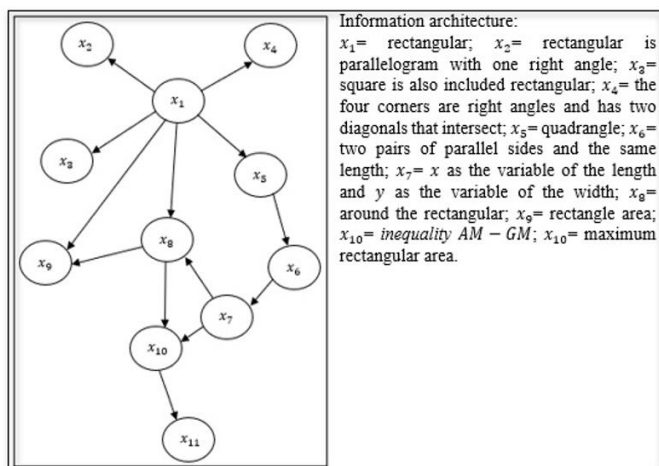 x₂
x₄
x₁
x₃
x₅
x₈
x₉
x₆
x₇
x₁₀
x₁₁
Information architecture:
x₁= rectangular; x₂= rectangular is
parallelogram with one right angle; x₃=
square is also included rectangular; x₄= the
four corners are right angles and has two
diagonals that intersect; x₅= quadrangle; x₆=
two pairs of parallel sides and the same
length; x₇= x as the variable of the length
and y as the variable of the width; x₈=
around the rectangular; x₉= rectangle area;
x₁₀= inequality AM − GM; x₁₀= maximum
rectangular area.